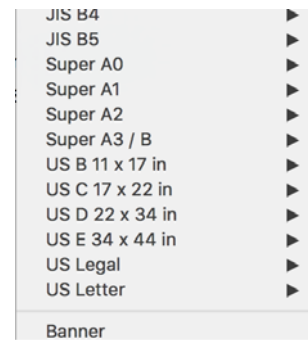 JIS B4
JIS B5
Super A0
Super A1
Super A2
Super A3 / B
US B 11 x 17 in
US C 17 x 22 in
US D 22 x 34 in
US E 34 x 44 in
US Legal
US Letter
Banner